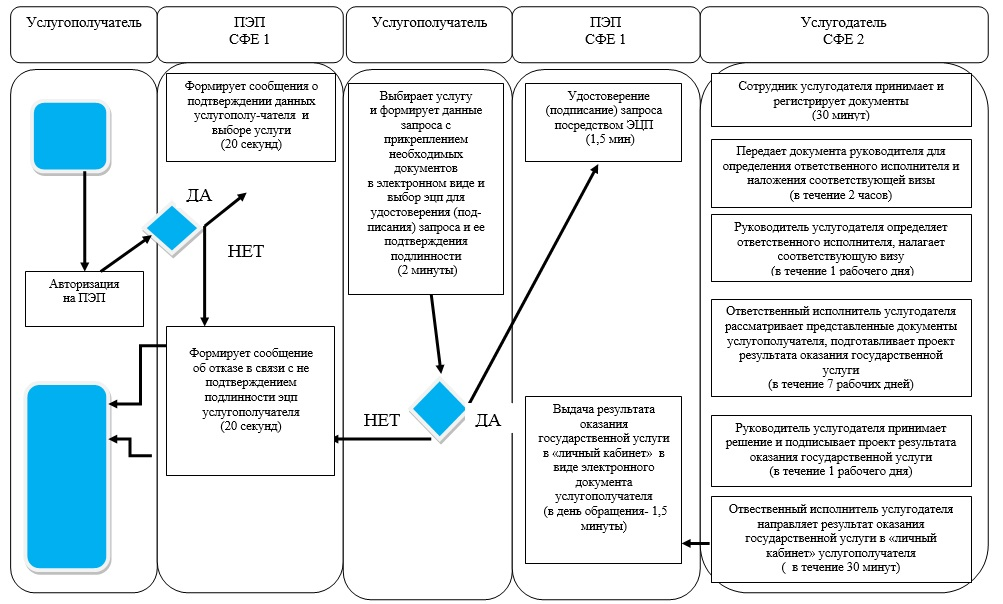 Услугополучатель
ПЭП
СФЕ 1
Услугополучатель
ПЭП
СФЕ 1
Услугодатель
СФЕ 2
Авторизация
на ПЭП
Формирует сообщения о
подтверждении данных
услугополу-чателя и
выборе услуги
(20 секунд)
ДА
НЕТ
Формирует сообщение
об отказе в связи с не
подтверждением
подлинности эцп
услугополучателя
(20 секунд)
Выбирает услугу
и формирует данные
запроса с
прикреплением
необходимых
документов
в электронном виде и
выбор эцп для
удостоверения (под-
писания) запроса и ее
подтверждения
подлинности
(2 минуты)
НЕТ
ДА
Удостоверение
(подписание) запроса
посредством ЭЦП
(1,5 мин)
Выдача результата
оказания
государственной услуги
в «личный кабинет» в
виде электронного
документа
услугополучателя
(в день обращения- 1,5
минуты)
Сотрудник услугодателя принимает и
регистрирует документы
(30 минут)
Передает документа руководителя для
определения ответственного исполнителя и
наложения соответствующей визы
(в течение 2 часов)
Руководитель услугодателя определяет
ответственного исполнителя, налагает
соответствующую визу
(в течение 1 рабочего дня)
Ответственный исполнитель услугодателя
рассматривает представленные документы
услугополучателя, подготавливает проект
результата оказания государственной
услуги
(в течение 7 рабочих дней)
Руководитель услугодателя принимает
решение и подписывает проект результата
оказания государственной услуги
(в течение 1 рабочего дня)
Отвественный исполнитель услугодателя
направляет результат оказания
государственной услуги в «личный
кабинет» услугополучателя
( в течение 30 минут)